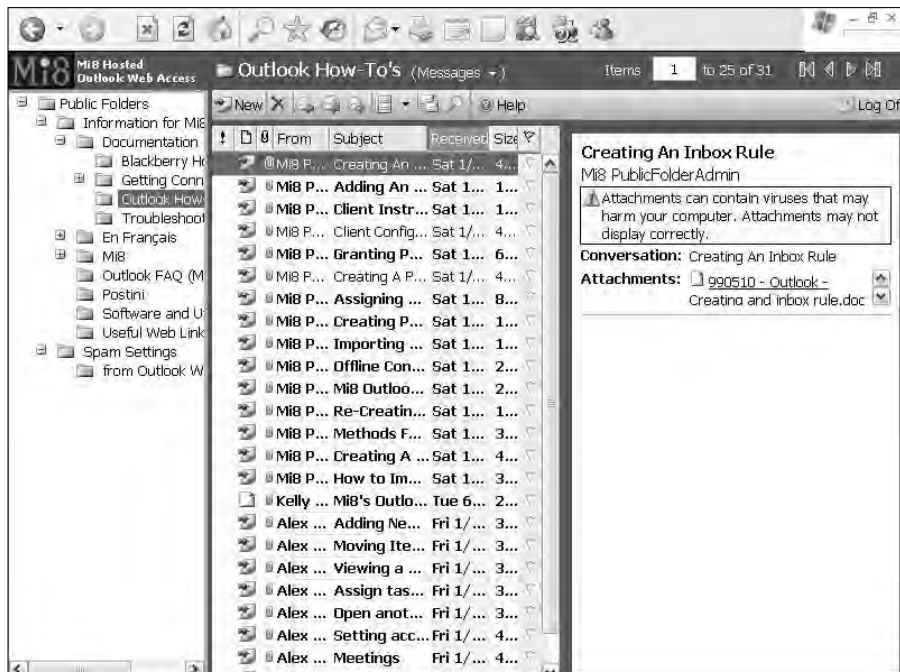 Mi8 Mi8 Hosted
Outlook Web Access
Outlook How-To's (Messages )
Items 1 to 25 of 31
New
Help
Log Of
Public Folders
Information for Mi8
Documentation
Blackberry Ho
Getting Conn
Outlook How-
Troubleshoot
En Français
Mi8
Outlook FAQ (M
Postini
Software and U
Useful Web Link
Spam Settings
from Outlook W
! From Subject Received Size
Mi8 P... Creating An ... Sat 1/... 4...
Mi8 P... Adding An ... Sat 1... 1...
Mi8 P... Client Instr... Sat 1... 1...
Mi8 P... Client Config... Sat 1/... 4...
Mi8 P... Granting P... Sat 1... 6...
Mi8 P... Creating A P... Sat 1/... 4...
Mi8 P... Assigning ... Sat 1... 8...
Mi8 P... Creating P... Sat 1... 1...
Mi8 P... Importing ... Sat 1... 1...
Mi8 P... Offline Con... Sat 1... 2...
Mi8 P... Mi8 Outloo... Sat 1... 2...
Mi8 P... Re-Creatin... Sat 1... 1...
Mi8 P... Methods F... Sat 1... 3...
Mi8 P... Creating A ... Sat 1... 4...
Mi8 P... How to Im... Sat 1... 3...
Kelly ... Mi8's Outlo... Tue 6... 2...
Alex ... Adding Ne... Fri 1/... 3...
Alex ... Moving Ite... Fri 1/... 3...
Alex ... Viewing a ... Fri 1/... 3...
Alex ... Assign tas... Fri 1/... 3...
Alex ... Open anot... Fri 1/... 3...
Alex ... Setting acc... Fri 1/... 4...
Alex ... Meetings Fri 1/... 4...
Creating An Inbox Rule
Mi8 PublicFolderAdmin
Attachments can contain viruses that may
harm your computer. Attachments may not
display correctly.
Conversation: Creating An Inbox Rule
Attachments: 990510 - Outlook -
Creating and inbox rule.doc